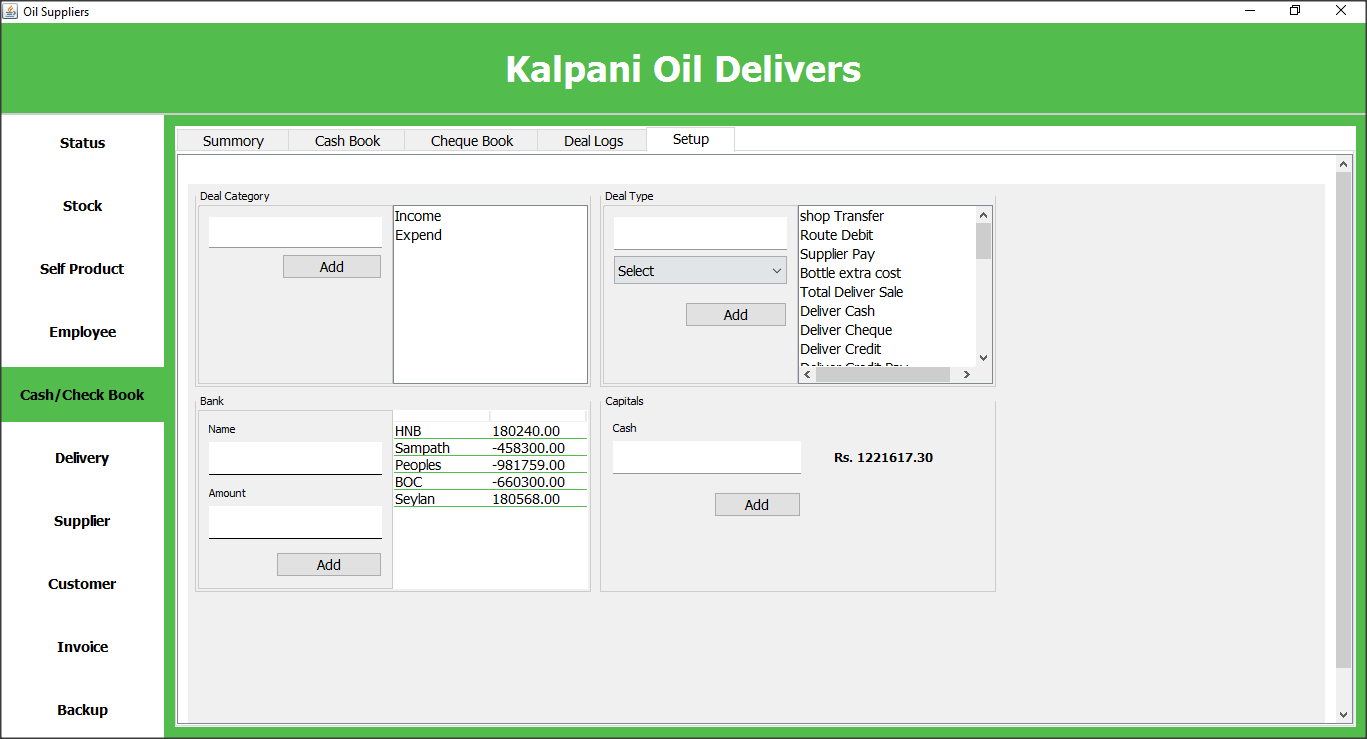 Oil Suppliers
Kalpani Oil Delivers
Status
Stock
Self Product
Employee
Cash/Check Book
Delivery
Supplier
Customer
Invoice
Backup
Summory
Cash Book
Cheque Book
Deal Logs
Setup
Deal Category
Add
Income
Expend
Deal Type
Select
Add
shop Transfer
Route Debit
Supplier Pay
Bottle extra cost
Total Deliver Sale
Deliver Cash
Deliver Cheque
Deliver Credit
Deliver Credit Pay
Bank
Name
Amount
Add
HNB 180240.00
Sampath -458300.00
Peoples -981759.00
BOC -660300.00
Seylan 180568.00
Capitals
Cash
Rs. 1221617.30
Add